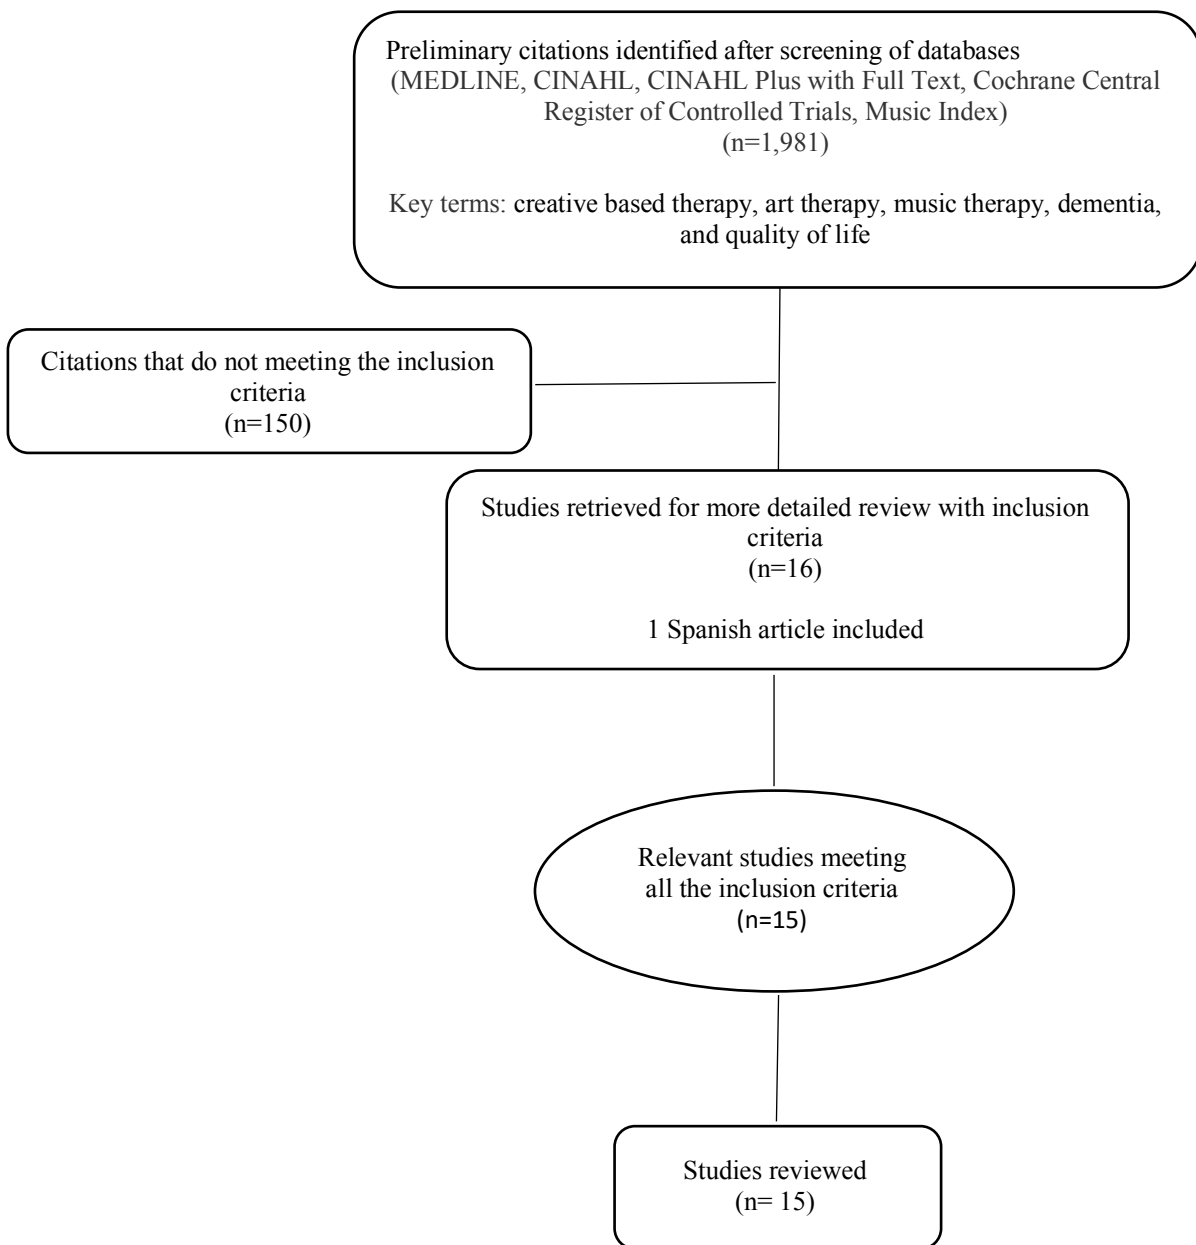 Preliminary citations identified after screening of databases
(MEDLINE, CINAHL, CINAHL Plus with Full Text, Cochrane Central
Register of Controlled Trials, Music Index)
(n=1,981)
Key terms: creative based therapy, art therapy, music therapy, dementia,
and quality of life
Citations that do not meeting the inclusion
criteria
(n=150)
Studies retrieved for more detailed review with inclusion
criteria
(n=16)
1 Spanish article included
Relevant studies meeting
all the inclusion criteria
(n=15)
Studies reviewed
(n= 15)